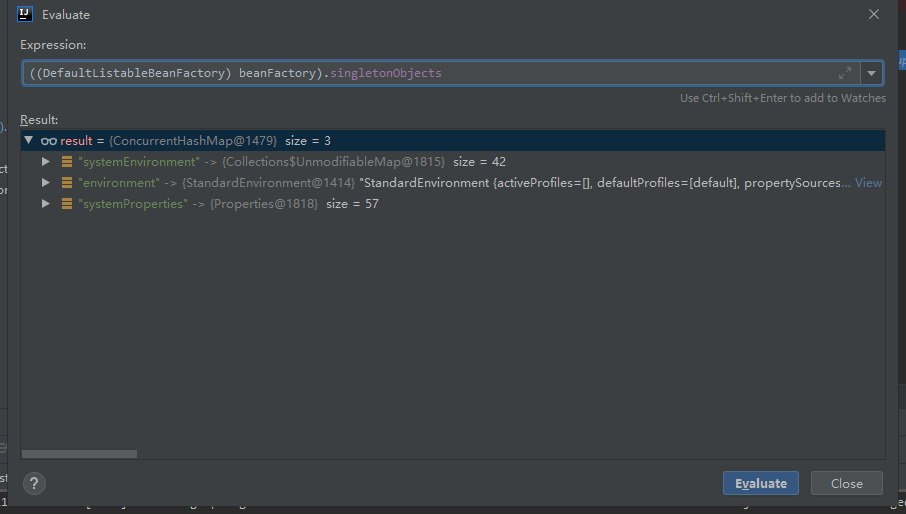 Evaluate
Expression:
((DefaultListableBeanFactory) beanFactory).singletonObjects
Use Ctrl+Shift+Enter to add to Watches
Result:
result = {ConcurrentHashMap@1479} size = 3
"systemEnvironment" -> {Collections$UnmodifiableMap@1815} size = 42
"environment" -> {StandardEnvironment@1414} "StandardEnvironment {activeProfiles=[], defaultProfiles=[default], propertySources... View
"systemProperties" -> {Properties@1818} size = 57
?
Evaluate
Close